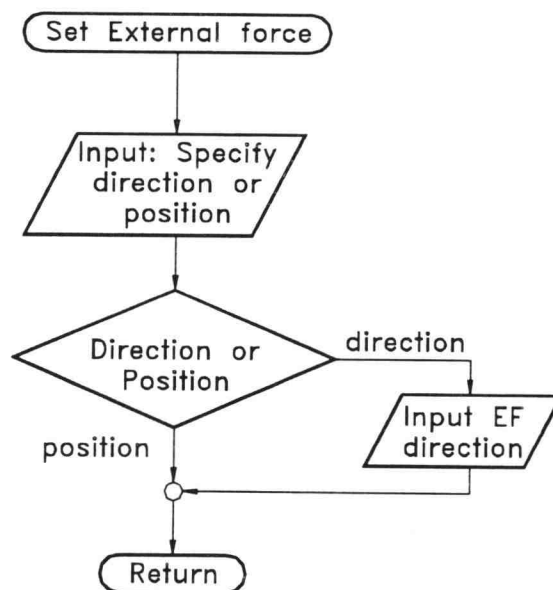 Set External force
Input: Specify
direction or
position
Direction or
Position
direction
Input EF
direction
position
Return